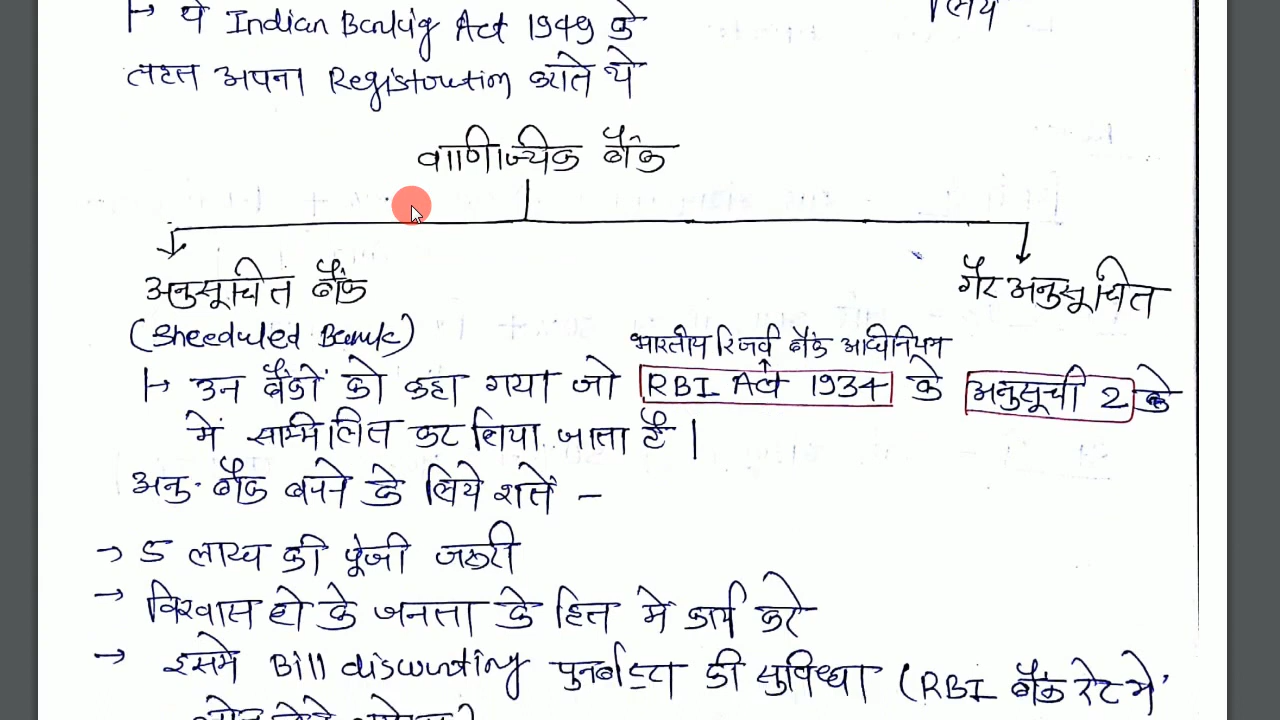 ↦ ये Indian Banking Act 1949 के
लिये
तहत अपना Registration कराते थे
वाणिज्यिक बैंक
अनुसूचित बैंक
गैर अनुसूचित
(Sheeduled Bank)
भारतीय रिजर्व बैंक अधिनियम
↦ उन बैंकों को कहा गया जो RBI Act 1934 के अनुसूची 2 के
में सम्मिलित कर लिया जाता है |
अनु. बैंक बनने के लिये शर्तें –
→ 5 लाख की पूंजी जरूरी
→ विश्वास हो के जनता के हित में कार्य करे
→ इसमे Bill discounting पुनर्बट्टा की सुविधा (RBI बैंक रेट मे